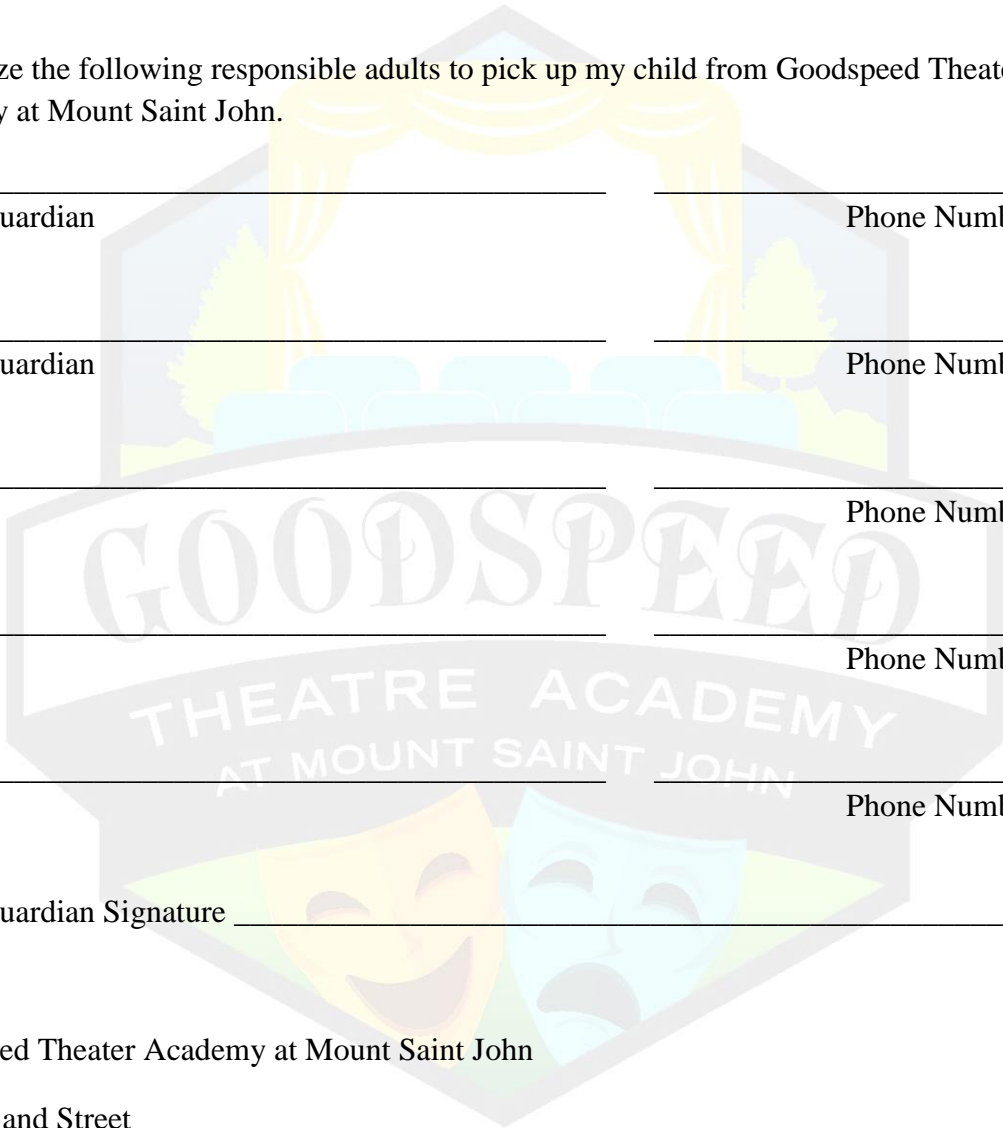 ze the following responsible adults to pick up my child from Goodspeed Theat
y at Mount Saint John.
uardian Phone Numb
uardian Phone Numb
Phone Numb
GOODSPEED
Phone Numb
THEATRE ACADEMY
AT MOUNT SAINT JOHN
Phone Numb
uardian Signature
ed Theater Academy at Mount Saint John
and Street